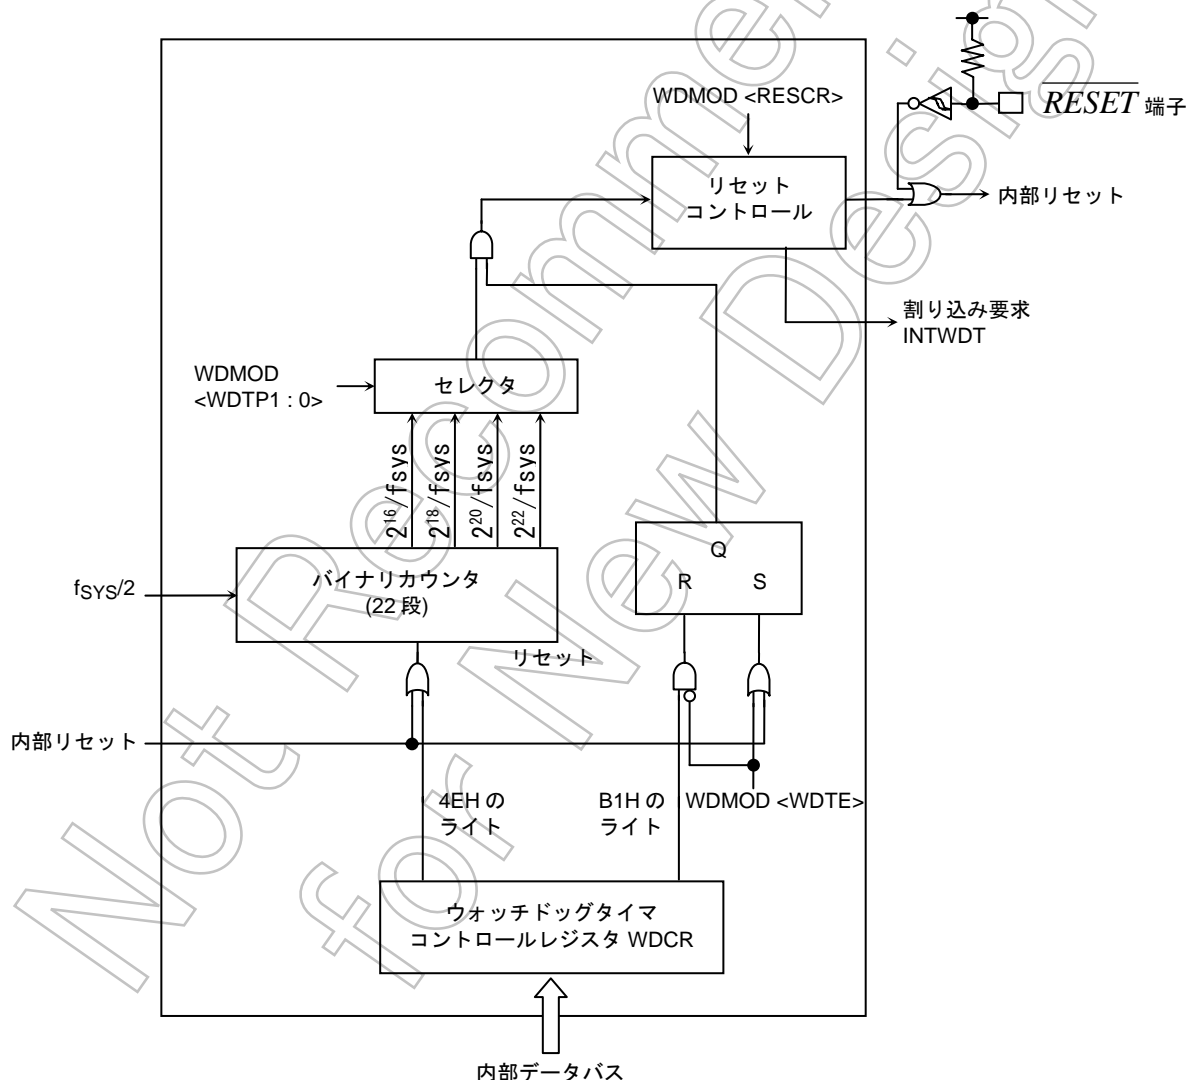 WDMOD <RESCR>
RESET 端子
リセット
コントロール
内部リセット
割り込み要求
INTWDT
WDMOD
<WDTP1 : 0>
セレクタ
2^16/fsys
2^18/fsys
2^20/fsys
2^22/fsys
Q
R S
fSYS/2
バイナリカウンタ
(22 段)
リセット
内部リセット
4EH の
ライト
B1H の
ライト
WDMOD <WDTE>
ウォッチドッグタイマ
コントロールレジスタ WDCR
内部データバス
Not Recommended
for New Design